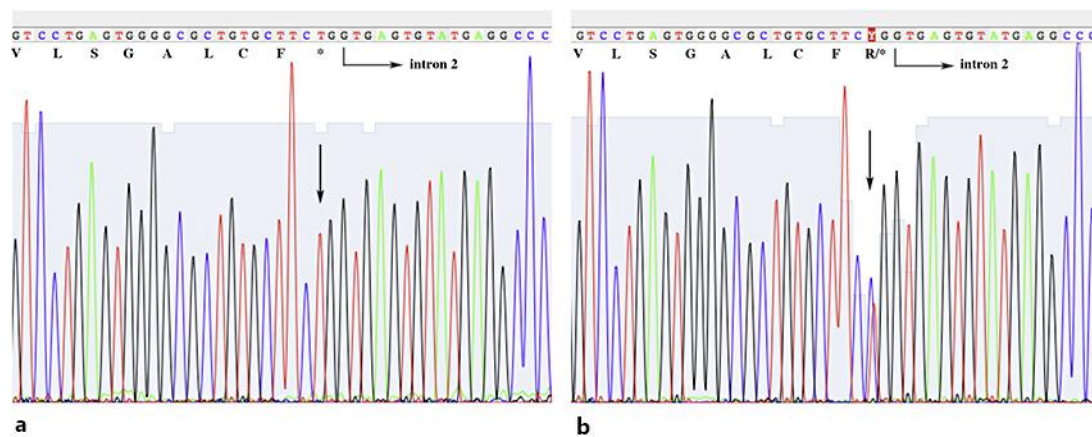 GTCCTGAGTGGGGCGCTGTGCTTCTGGTGAGTGTATGAGGCCC
V L S G A L C F * intron 2
a
GTCCTGAGTGGGGCGCTGTGCTTCYGGTGAGTGTATGAGGCCC
V L S G A L C F R/* intron 2
b